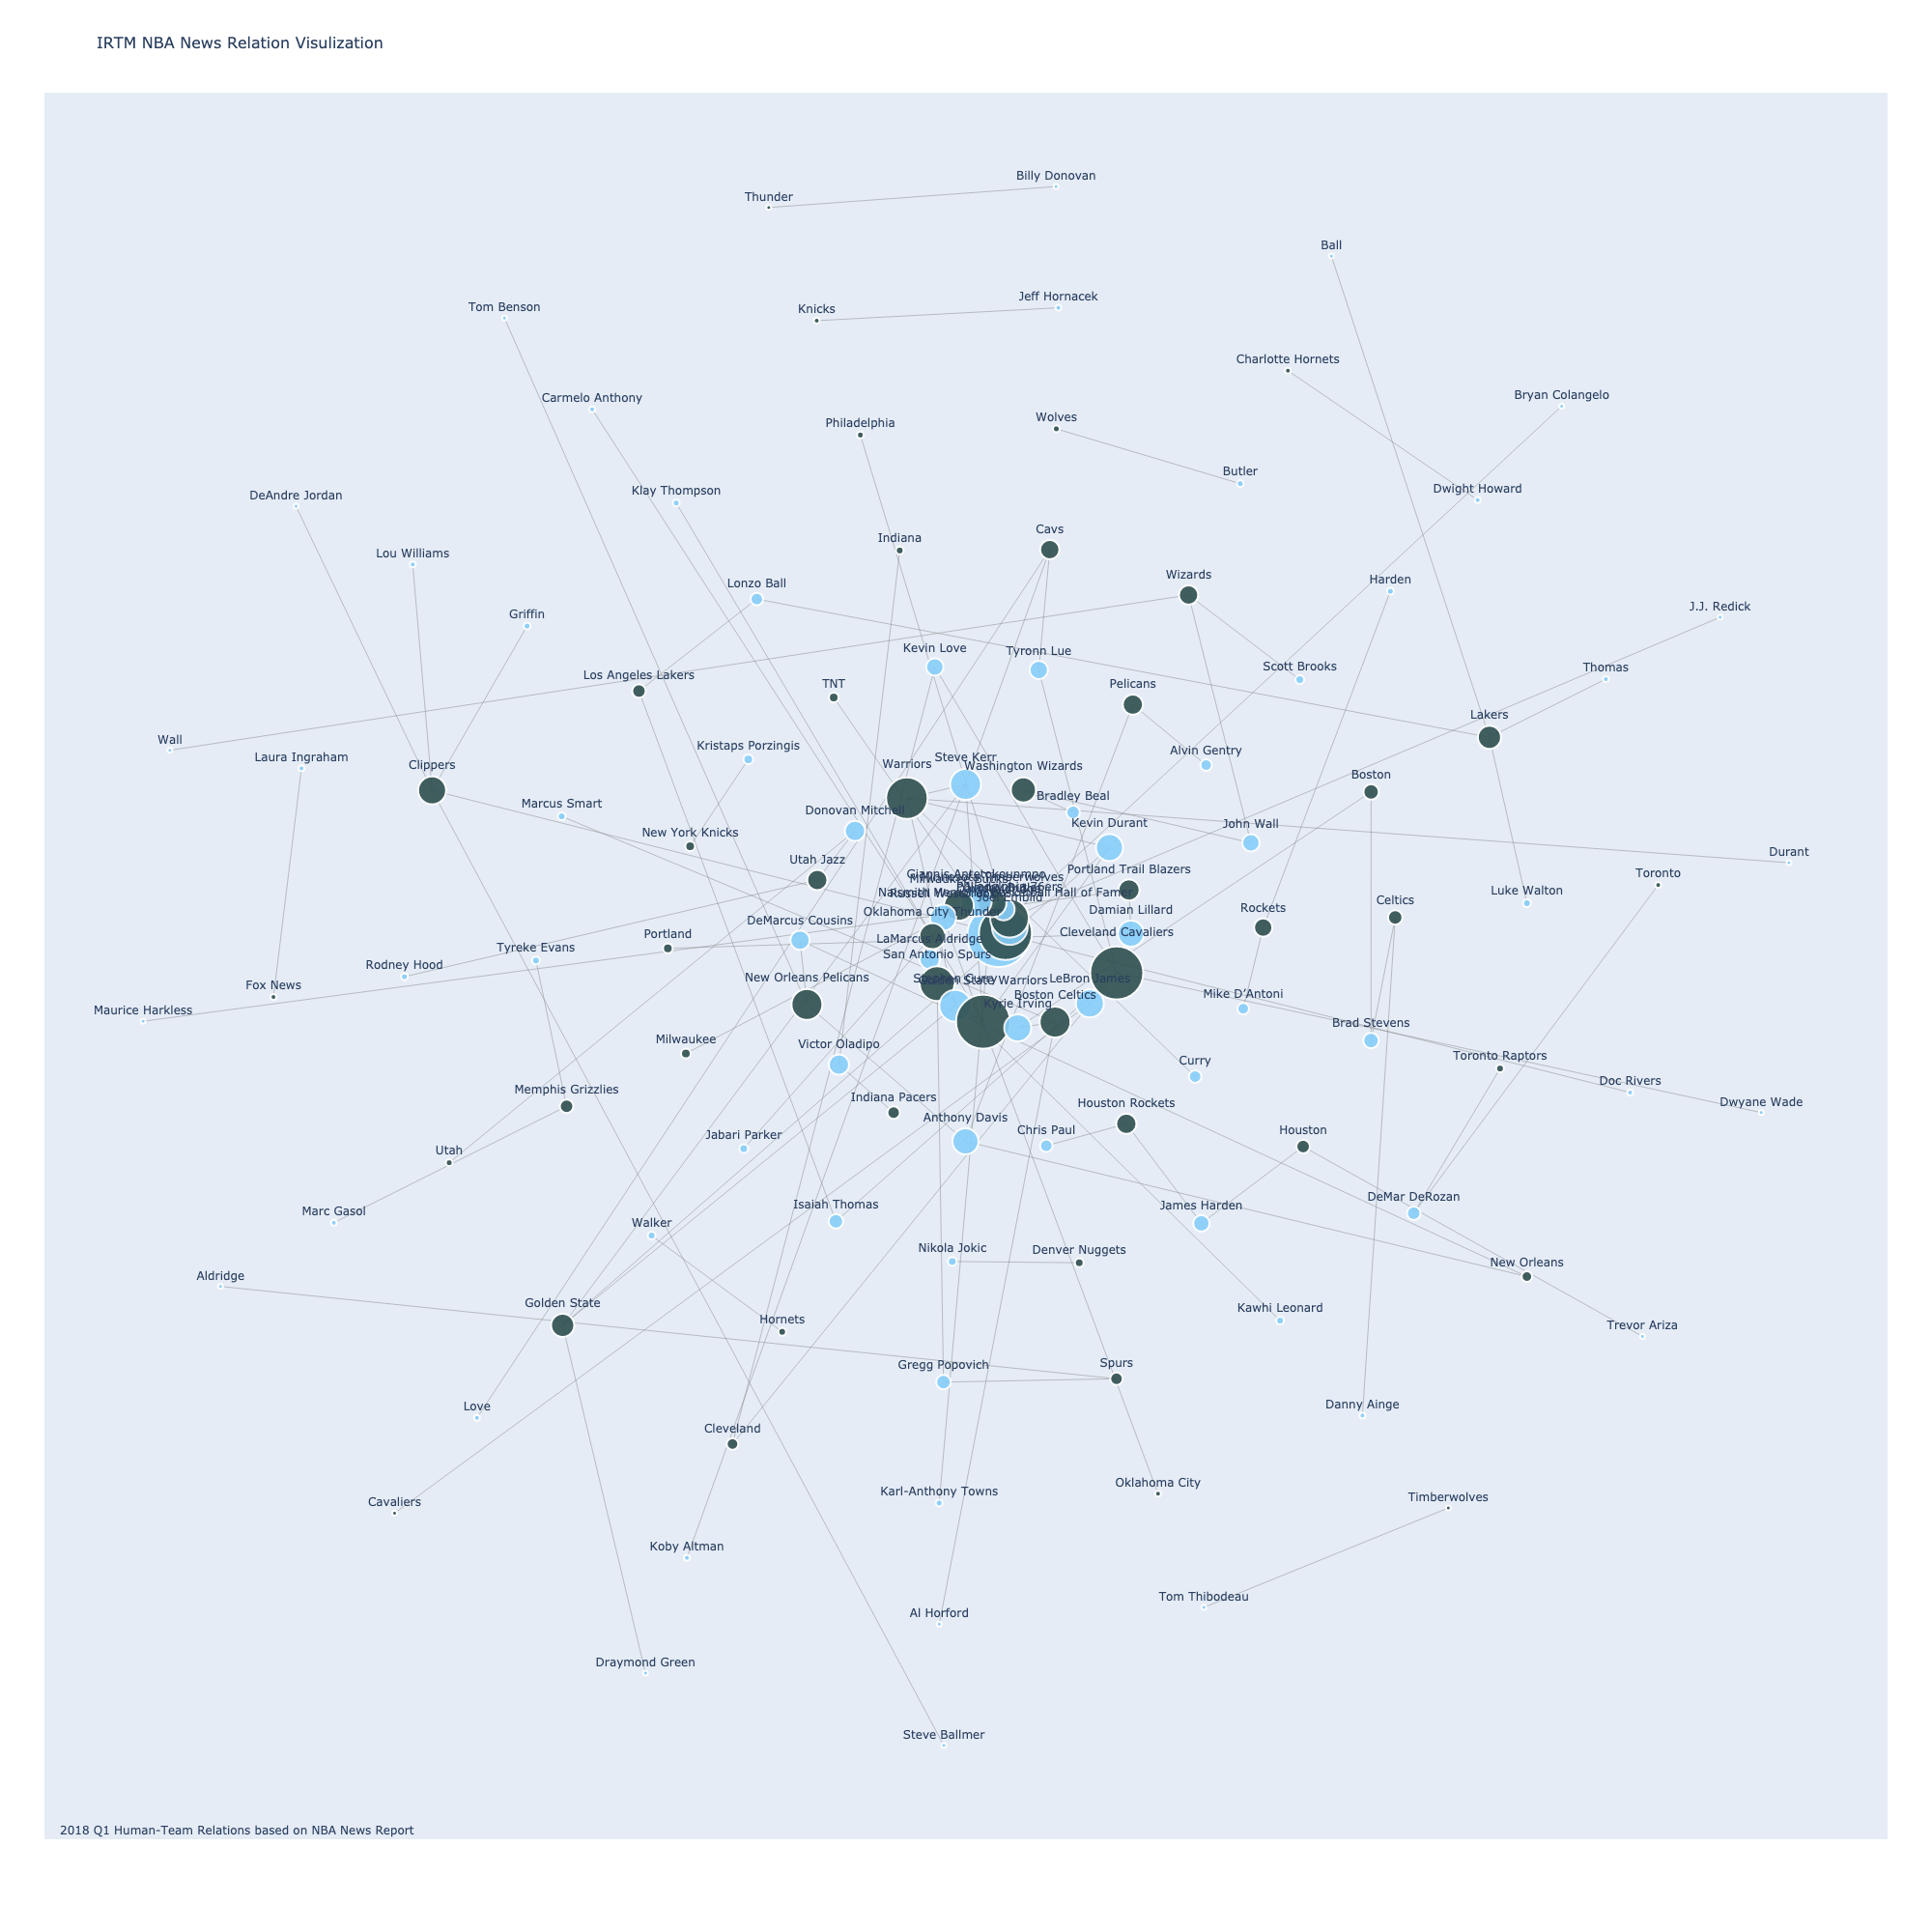 IRTM NBA News Relation Visulization
Billy Donovan
Thunder
Ball
Jeff Hornacek
Tom Benson
Knicks
Charlotte Hornets
Bryan Colangelo
Carmelo Anthony
Wolves
Philadelphia
Butler
Klay Thompson
Dwight Howard
DeAndre Jordan
Cavs
Indiana
Lou Williams
Wizards
Harden
Lonzo Ball
J.J. Redick
Griffin
Kevin Love
Tyronn Lue
Scott Brooks
Thomas
Los Angeles Lakers
TNT
Pelicans
Lakers
Wall
Kristaps Porzingis
Alvin Gentry
Laura Ingraham
Steve Kerr
Clippers
Warriors
Washington Wizards
Boston
Bradley Beal
Marcus Smart
Donovan Mitchell
Kevin Durant
John Wall
New York Knicks
Durant
Utah Jazz
Portland Trail Blazers
Toronto
Giannis Antetokounmpo
Luke Walton
Joel Embiid
Celtics
Rockets
Oklahoma City Thunder
Damian Lillard
DeMarcus Cousins
Cleveland Cavaliers
Portland
LaMarcus Aldridge
Tyreke Evans
San Antonio Spurs
Rodney Hood
New Orleans Pelicans
Stephen Curry
Golden State Warriors
LeBron James
Fox News
Mike D'Antoni
Boston Celtics
Kyrie Irving
Maurice Harkless
Brad Stevens
Milwaukee
Victor Oladipo
Toronto Raptors
Curry
Doc Rivers
Memphis Grizzlies
Indiana Pacers
Houston Rockets
Dwyane Wade
Anthony Davis
Chris Paul
Houston
Jabari Parker
Utah
DeMar DeRozan
Isaiah Thomas
James Harden
Marc Gasol
Walker
Nikola Jokic
Denver Nuggets
New Orleans
Aldridge
Golden State
Kawhi Leonard
Hornets
Trevor Ariza
Gregg Popovich
Spurs
Love
Danny Ainge
Cleveland
Oklahoma City
Karl-Anthony Towns
Timberwolves
Cavaliers
Koby Altman
Tom Thibodeau
Al Horford
Draymond Green
Steve Ballmer
2018 Q1 Human-Team Relations based on NBA News Report